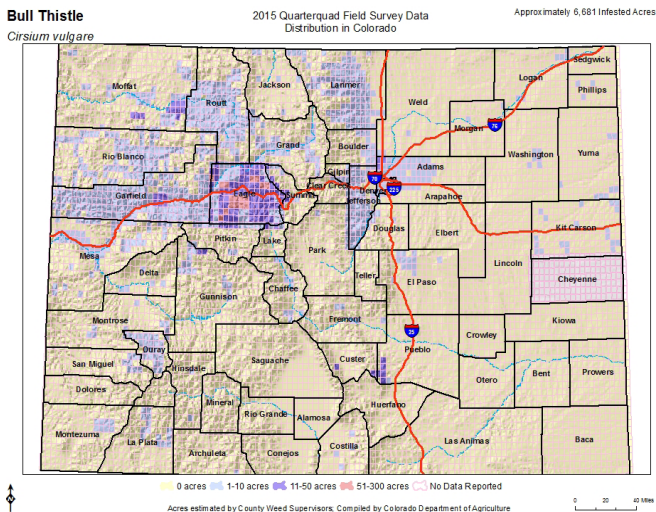 Bull Thistle
Cirsium vulgare
2015 Quarterquad Field Survey Data
Distribution in Colorado
Approximately 6,681 Infested Acres
Sedgwick
Logan
Moffat
Jackson
Larimer
Phillips
Routt
Weld
Morgan
76
Grand
Boulder
Washington
Yuma
Rio Blanco
Adams
Gilpin
70
Clear Creek
Denver
225
Garfield
Eagle
Summit
Jefferson
Arapahoe
Douglas
Elbert
Kit Carson
Pitkin
Lake
Park
Mesa
Lincoln
Delta
Teller
Cheyenne
Gunnison
Chaffee
El Paso
Montrose
Fremont
Kiowa
25
Crowley
Ouray
Pueblo
San Miguel
Hinsdale
Saguache
Custer
Otero
Bent
Prowers
Dolores
Mineral
Huerfano
Rio Grande
Alamosa
Montezuma
La Plata
Las Animas
Baca
Archuleta
Conejos
Costilla
0 acres 1-10 acres 11-50 acres 51-300 acres No Data Reported
N
0 20 40 Miles
Acres estimated by County Weed Supervisors; Compiled by Colorado Department of Agriculture